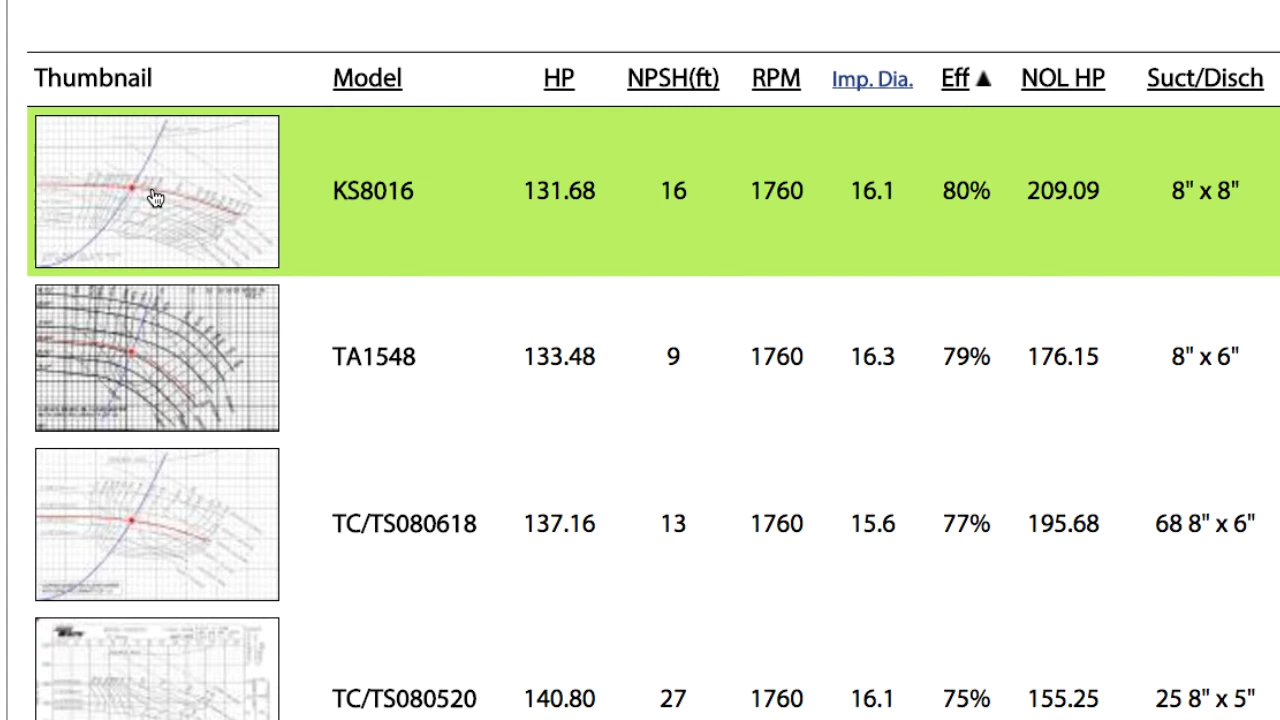 Thumbnail Model HP NPSH(ft) RPM Imp. Dia. Eff ▲ NOL HP Suct/Disch
KS8016 131.68 16 1760 16.1 80% 209.09 8" x 8"
TA1548 133.48 9 1760 16.3 79% 176.15 8" x 6"
TC/TS080618 137.16 13 1760 15.6 77% 195.68 68 8" x 6"
TC/TS080520 140.80 27 1760 16.1 75% 155.25 25 8" x 5"